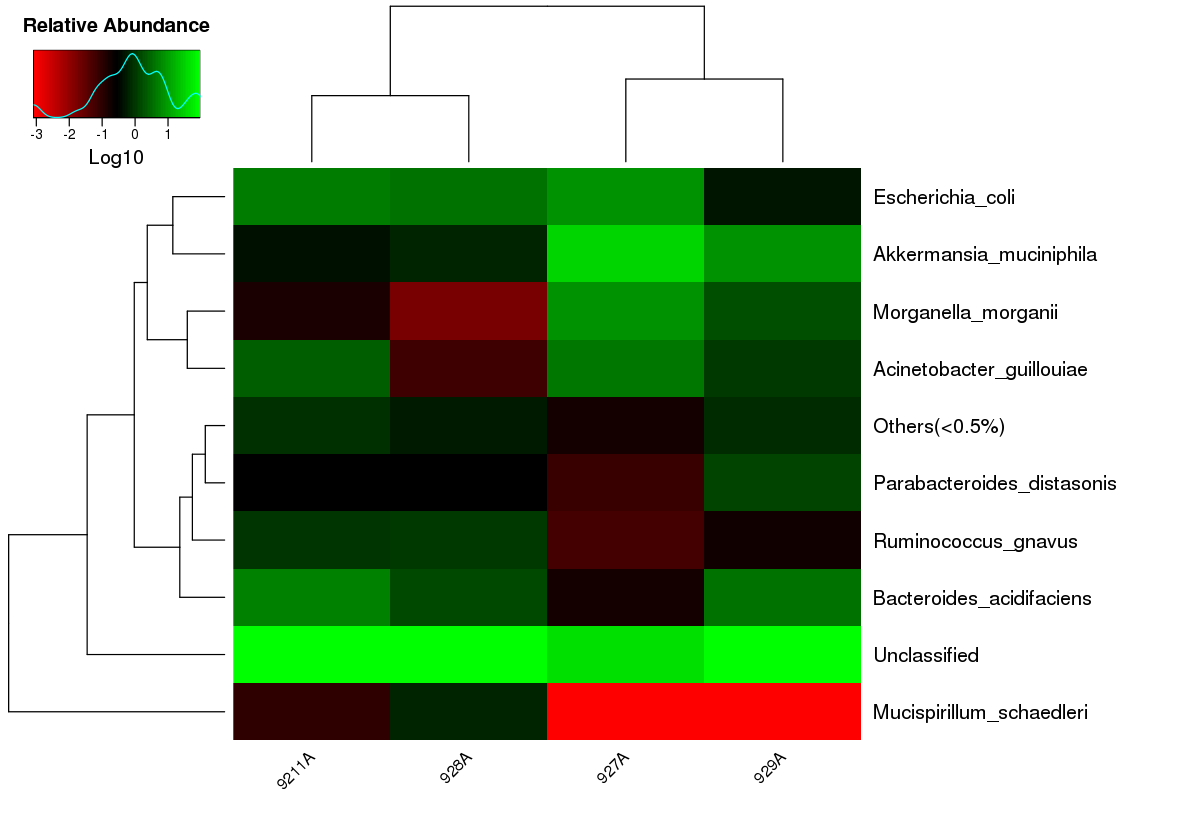 Relative Abundance
-3 -2 -1 0 1
Log10
Escherichia_coli
Akkermansia_muciniphila
Morganella_morganii
Acinetobacter_guillouiae
Others(<0.5%)
Parabacteroides_distasonis
Ruminococcus_gnavus
Bacteroides_acidifaciens
Unclassified
Mucispirillum_schaedleri
9211A 928A 927A 929A